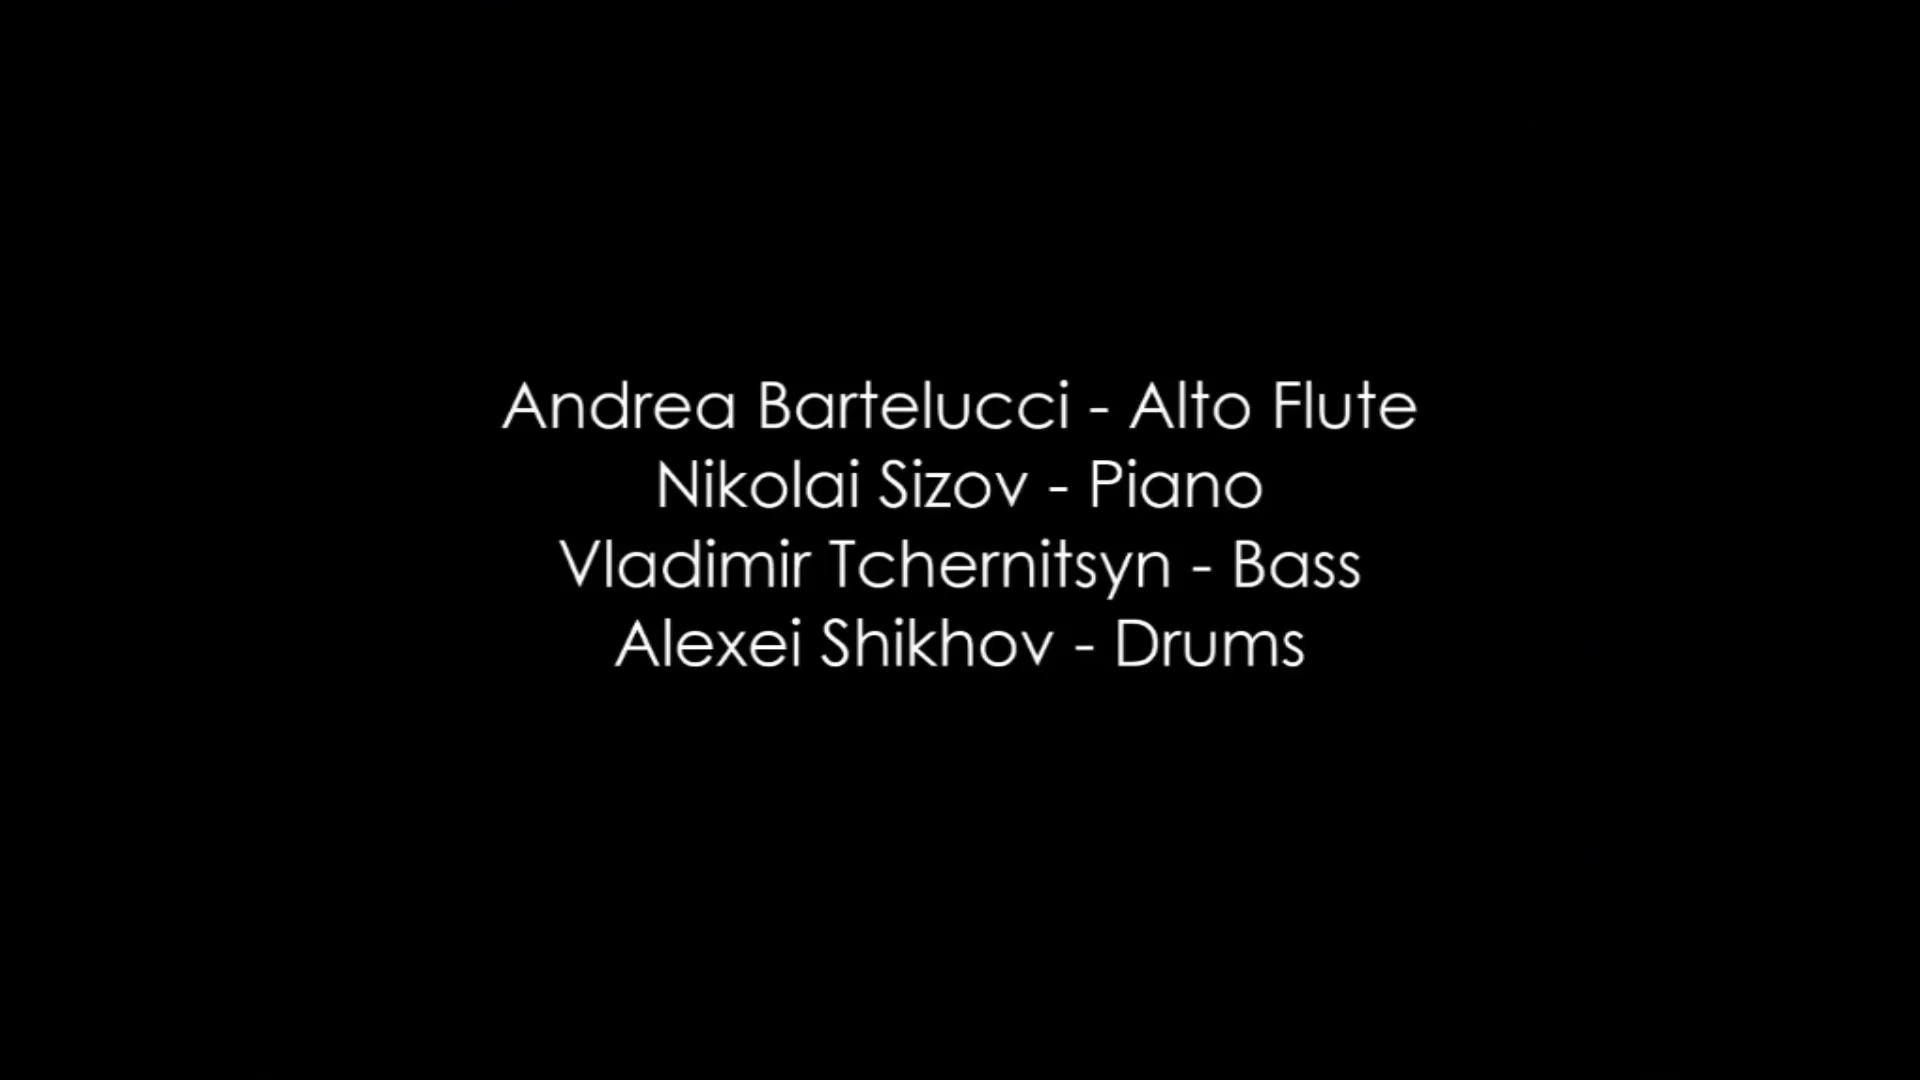 Andrea Bartelucci - Alto Flute
Nikolai Sizov - Piano
Vladimir Tchernitsyn - Bass
Alexei Shikhov - Drums